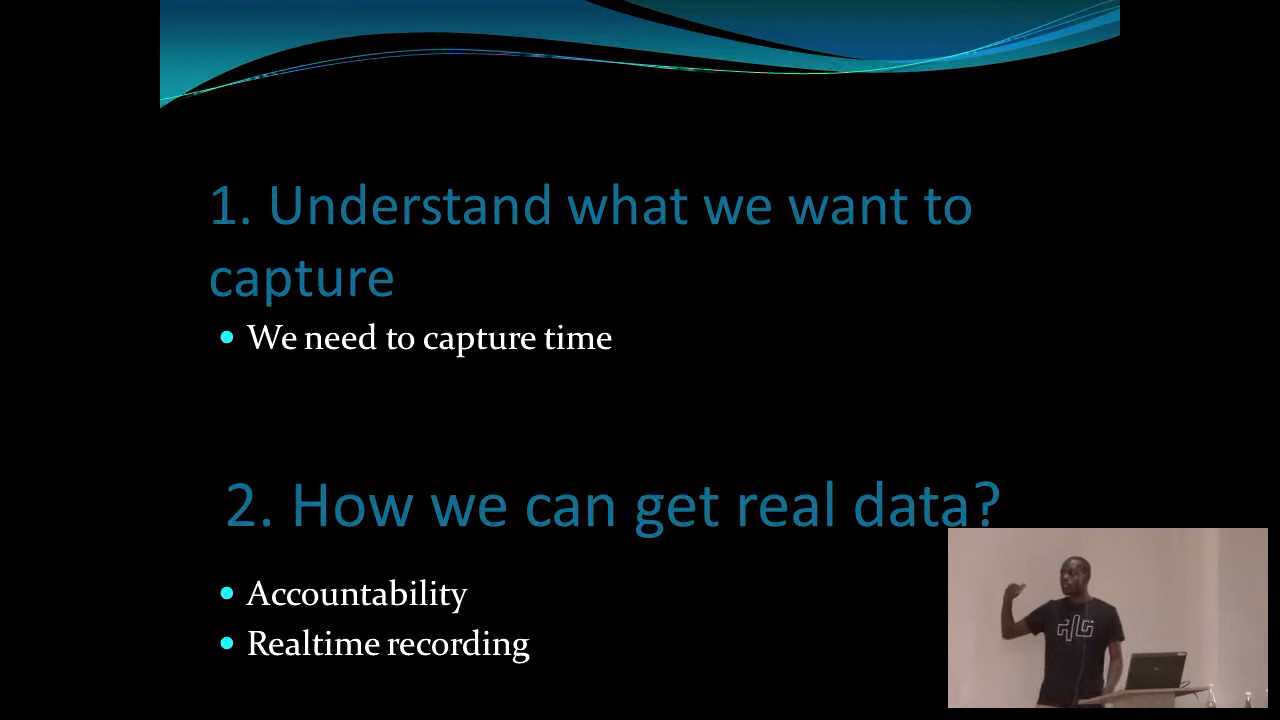 1. Understand what we want to
capture
We need to capture time
2. How we can get real data?
Accountability
Realtime recording